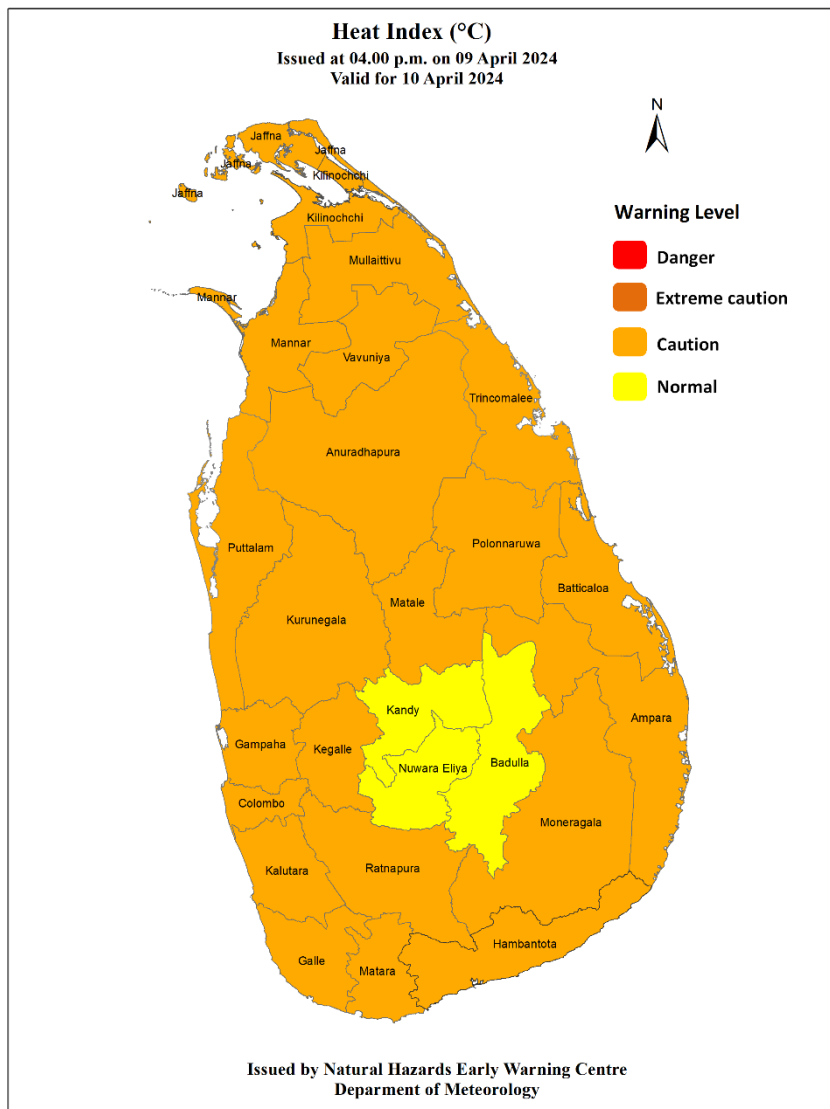 Heat Index (°C)
Issued at 04.00 p.m. on 09 April 2024
Valid for 10 April 2024
N
Jaffna
Jaffna
Jaffna
Kilinochchi
Jaffna
Kilinochchi
Warning Level
Mullaittivu
Danger
Mannar
Extreme caution
Mannar
Caution
Vavuniya
Normal
Trincomalee
Anuradhapura
Polonnaruwa
Puttalam
Batticaloa
Matale
Kurunegala
Kandy
Ampara
Gampaha
Kegalle
Badulla
Nuwara Eliya
Colombo
Moneragala
Ratnapura
Kalutara
Hambantota
Galle
Matara
Issued by Natural Hazards Early Warning Centre
Deparment of Meteorology